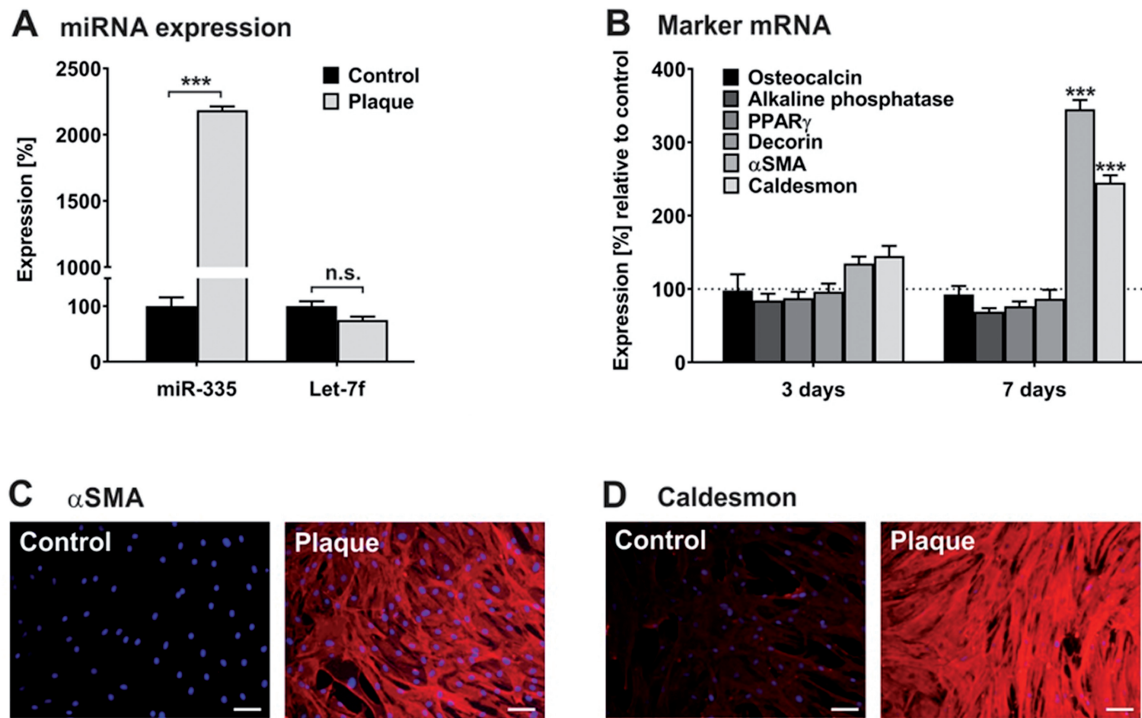 A miRNA expression
Expression [%]
2500
2000
1500
1000
100
0
***
n.s.
Control
Plaque
miR-335
Let-7f
B Marker mRNA
Expression [%] relative to control
400
300
200
100
0
Osteocalcin
Alkaline phosphatase
PPARγ
Decorin
αSMA
Caldesmon
***
***
3 days
7 days
C αSMA
Control
Plaque
D Caldesmon
Control
Plaque